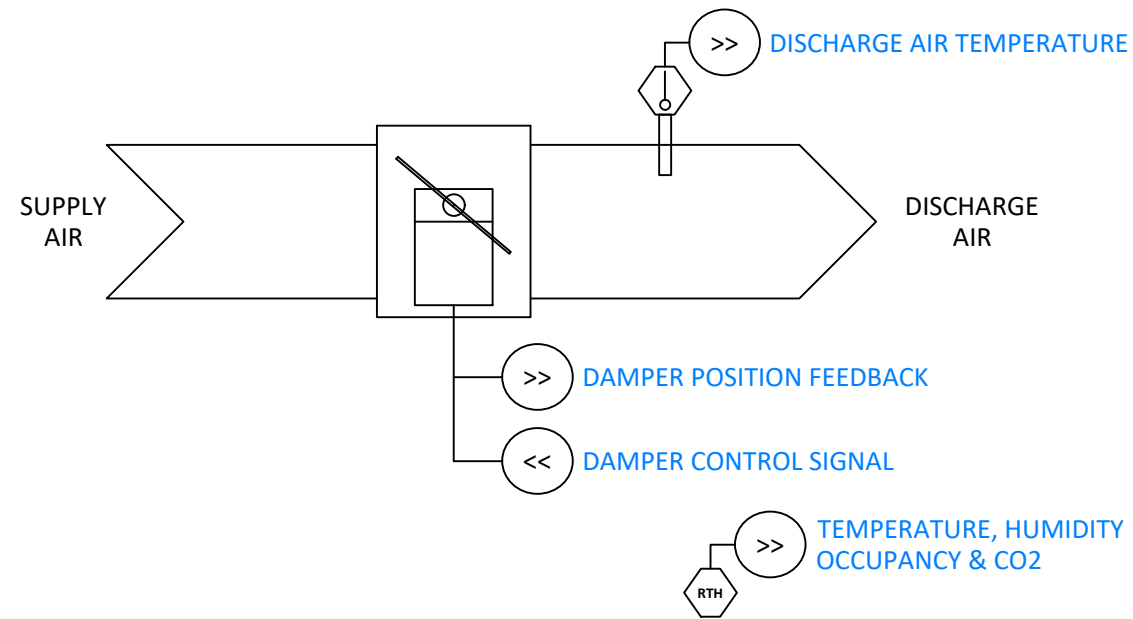 >> DISCHARGE AIR TEMPERATURE
SUPPLY
AIR
DISCHARGE
AIR
>> DAMPER POSITION FEEDBACK
<< DAMPER CONTROL SIGNAL
>> TEMPERATURE, HUMIDITY
OCCUPANCY & CO2
RTH